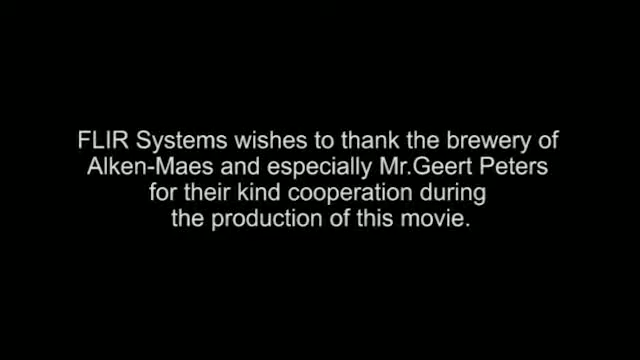 FLIR Systems wishes to thank the brewery of
Alken-Maes and especially Mr.Geert Peters
for their kind cooperation during
the production of this movie.